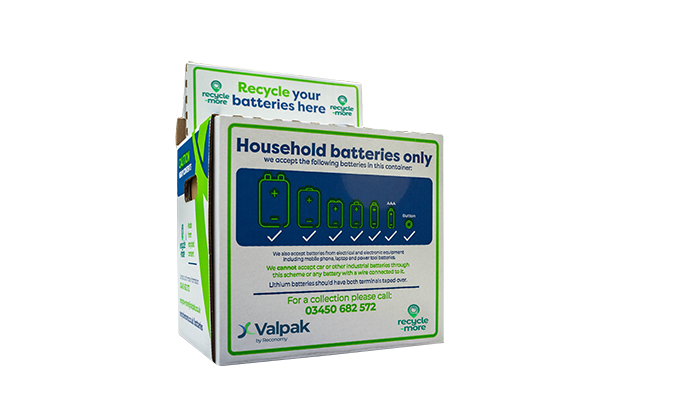 Recycle your
batteries here
recycle
-more
recycle
-more
Household batteries only
we accept the following batteries in this container:
AAA
Button
We also accept batteries from electrical and electronic equipment
including mobile phone, laptop and power tool batteries.
We cannot accept car or other industrial batteries through
this scheme or any battery with a wire connected to it.
Lithium batteries should have both terminals taped over.
For a collection please call:
03450 682 572
Valpak
by Reconomy
recycle
-more
CAUTION